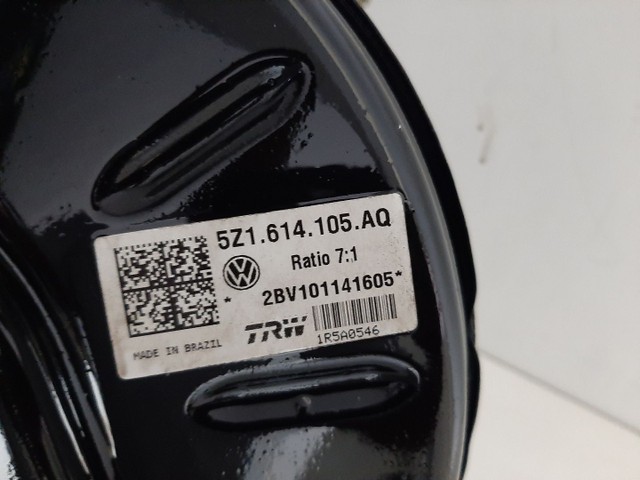 5Z1.614.105.AQ
Ratio 7:1
*2BV101141605*
TRW
1R5A0546
MADE IN BRAZIL